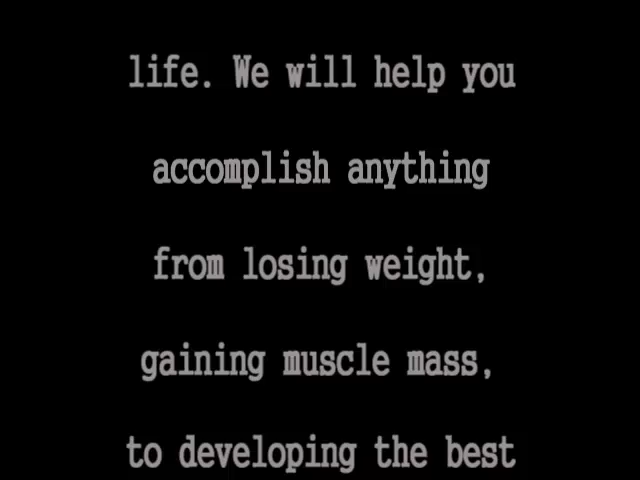 life. We will help you
accomplish anything
from losing weight,
gaining muscle mass,
to developing the best